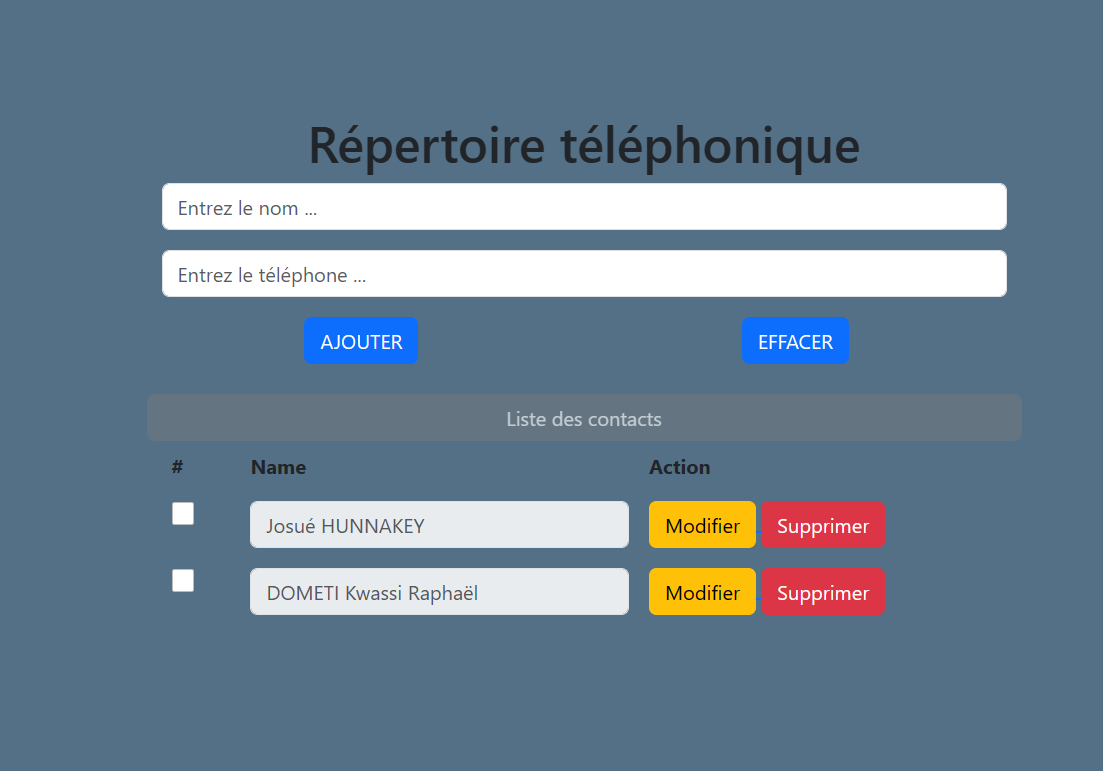 Répertoire téléphonique
Entrez le nom ...
Entrez le téléphone ...
AJOUTER EFFACER
Liste des contacts
# Name Action
Josué HUNNAKEY Modifier Supprimer
DOMETI Kwassi Raphaël Modifier Supprimer